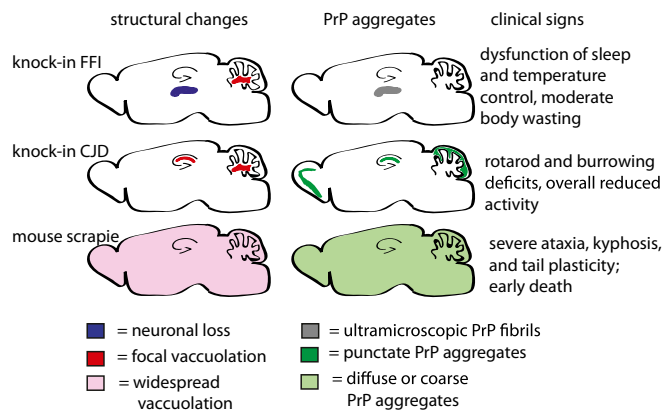 structural changes PrP aggregates clinical signs
knock-in FFI
dysfunction of sleep
and temperature
control, moderate
body wasting
knock-in CJD
rotarod and burrowing
deficits, overall reduced
activity
mouse scrapie
severe ataxia, kyphosis,
and tail plasticity;
early death
= neuronal loss
= focal vaccuolation
= widespread
vaccuolation
= ultramicroscopic PrP fibrils
= punctate PrP aggregates
= diffuse or coarse
PrP aggregates